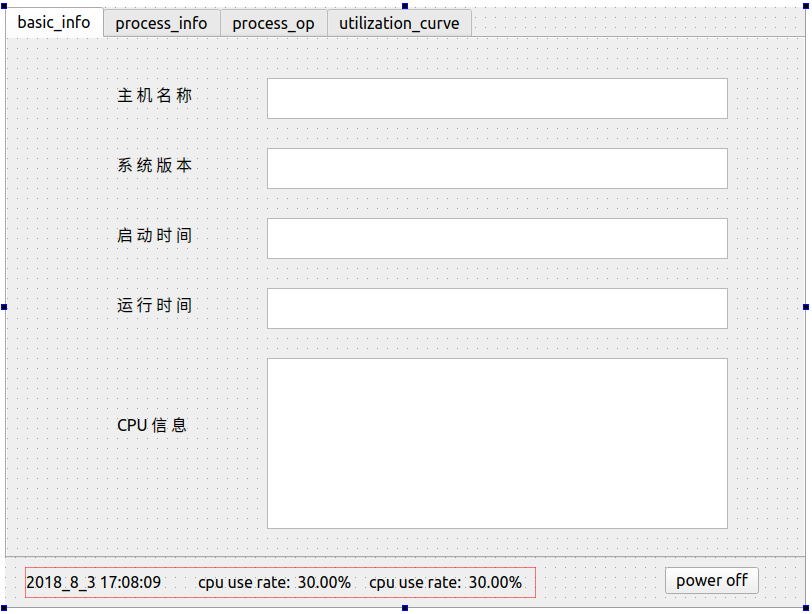 basic_info process_info process_op utilization_curve
主机名称
系统版本
启动时间
运行时间
CPU 信息
2018_8_3 17:08:09 cpu use rate: 30.00% cpu use rate: 30.00% power off